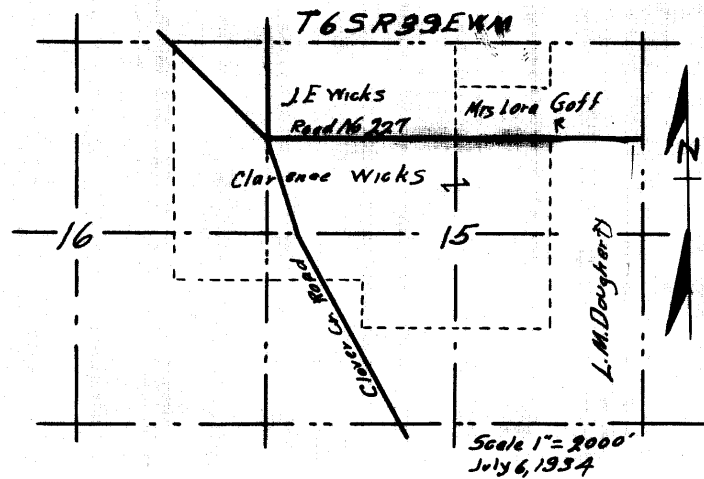 T6SR39EWM
J E Wicks
Road No 227
Mrs Lora Goff
Clarence Wicks
Z
16
15
N
Clover Cr. Road
L.M. Dougherty
Scale 1"=2000'
July 6, 1934